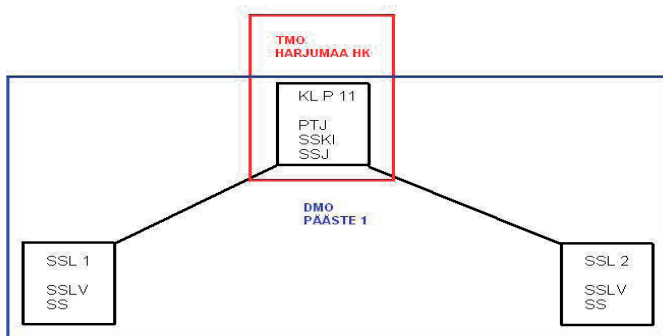 TMO
HARJUMAA HK
KL P 11
PTJ
SSKI
SSJ
DMO
PÄÄSTE 1
SSL 1
SSLV
SS
SSL 2
SSLV
SS